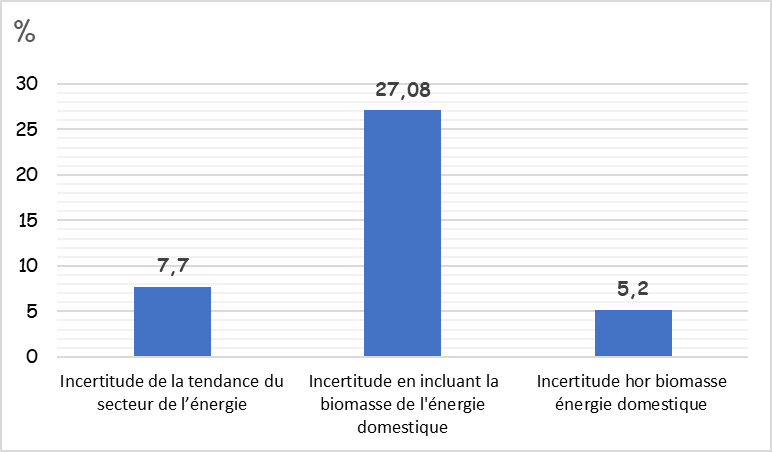 %
30
25
20
15
10
5
0
7,7
27,08
5,2
Incertitude de la tendance du
secteur de l’énergie
Incertitude en incluant la
biomasse de l'énergie
domestique
Incertitude hor biomasse
énergie domestique